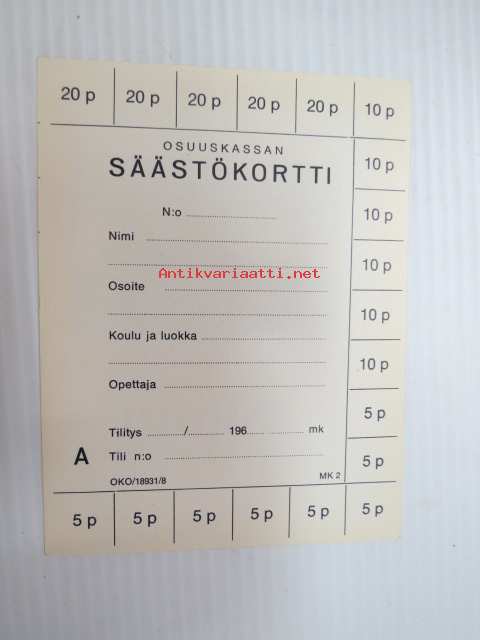 20 p 20 p 20 p 20 p 20 p 10 p
OSUUSKASSAN
10 p
SÄÄSTÖKORTTI
N:o
10 p
Nimi
10 p
Antikvariaatti.net
Osoite
10 p
Koulu ja luokka
10 p
Opettaja
5 p
Tilitys / 196 mk
A
Tili n:o
5 p
OKO/18931/8
MK 2
5 p 5 p 5 p 5 p 5 p 5 p